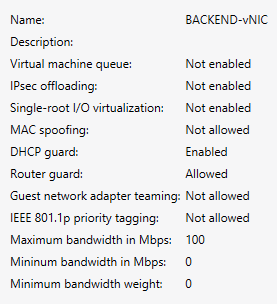 Name: BACKEND-vNIC
Description:
Virtual machine queue: Not enabled
IPsec offloading: Not enabled
Single-root I/O virtualization: Not enabled
MAC spoofing: Not allowed
DHCP guard: Enabled
Router guard: Allowed
Guest network adapter teaming: Not allowed
IEEE 801.1p priority tagging: Not allowed
Maximum bandwidth in Mbps: 100
Mininum bandwidth in Mbps: 0
Minimum bandwidth weight: 0